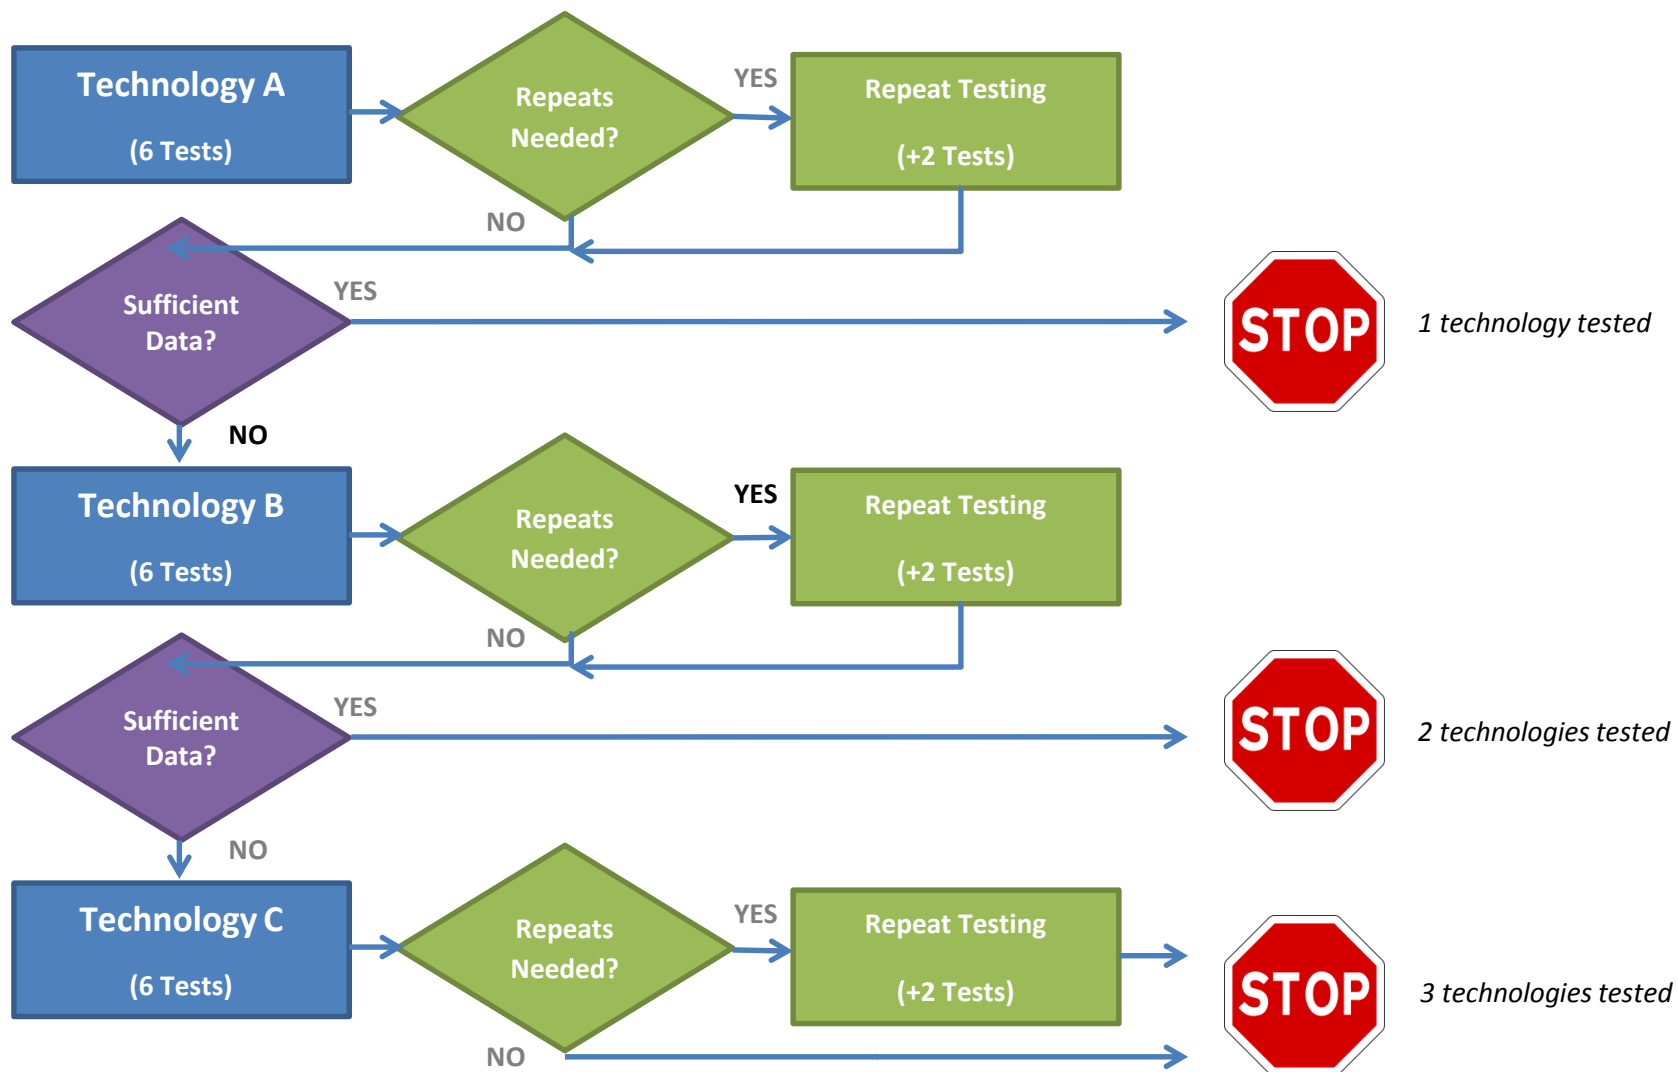 Technology A
(6 Tests)
Repeats
Needed?
YES
Repeat Testing
(+2 Tests)
NO
Sufficient
Data?
YES
STOP
1 technology tested
NO
Technology B
(6 Tests)
Repeats
Needed?
YES
Repeat Testing
(+2 Tests)
NO
Sufficient
Data?
YES
STOP
2 technologies tested
NO
Technology C
(6 Tests)
Repeats
Needed?
YES
Repeat Testing
(+2 Tests)
NO
STOP
3 technologies tested